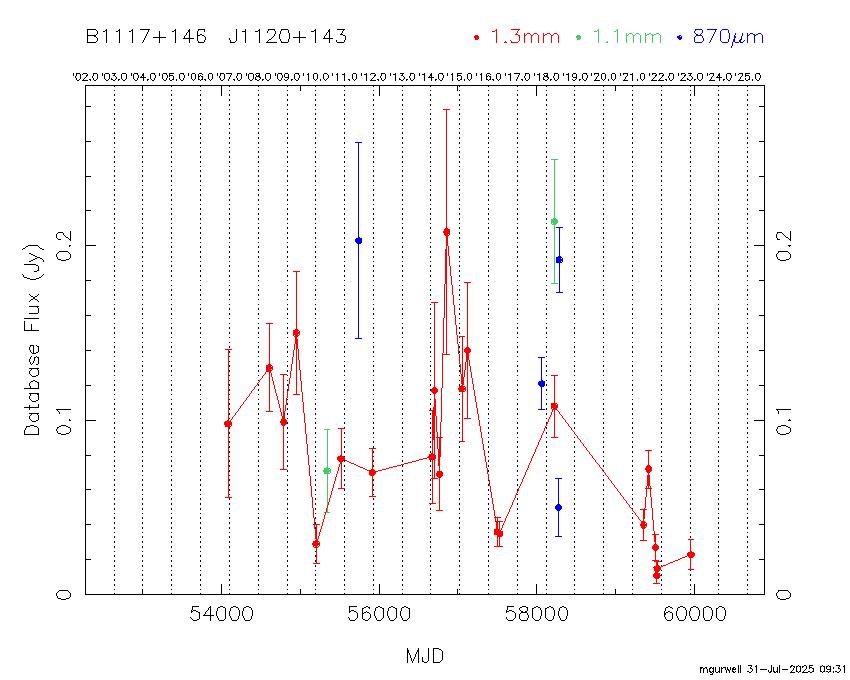 B1117+146 J1120+143 1.3mm 1.1mm 870μm
'02.0 '03.0 '04.0 '05.0 '06.0 '07.0 '08.0 '09.0 '10.0 '11.0 '12.0 '13.0 '14.0 '15.0 '16.0 '17.0 '18.0 '19.0 '20.0 '21.0 '22.0 '23.0 '24.0 '25.0
Database Flux (Jy)
0.2 0.2
0.1 0.1
0 0
54000 56000 58000 60000
MJD
mgurwell 31-Jul-2025 09:31